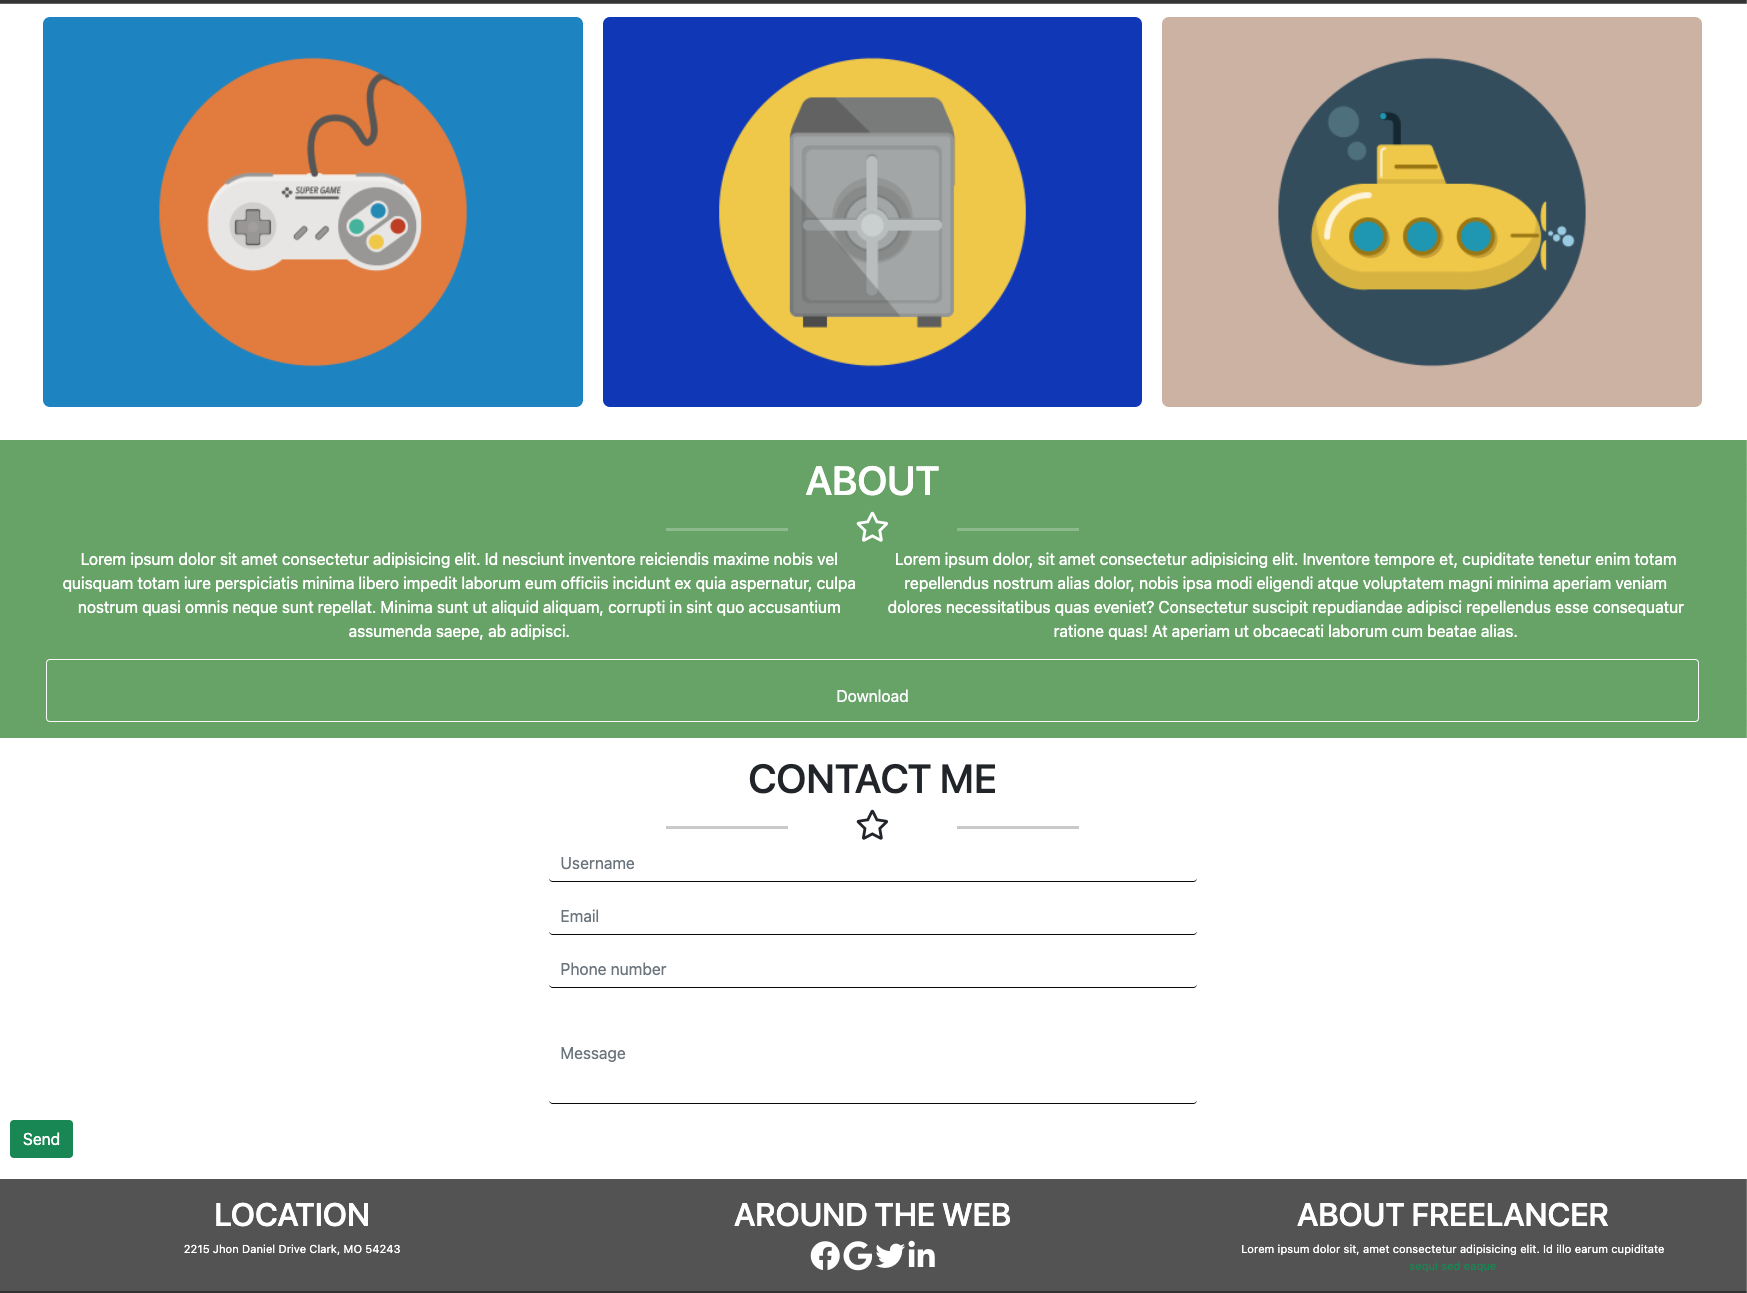 SUPER GAME
ABOUT
Lorem ipsum dolor sit amet consectetur adipisicing elit. Id nesciunt inventore reiciendis maxime nobis vel
quisquam totam iure perspiciatis minima libero impedit laborum eum officiis incidunt ex quia aspernatur, culpa
nostrum quasi omnis neque sunt repellat. Minima sunt ut aliquid aliquam, corrupti in sint quo accusantium
assumenda saepe, ab adipisci.
Lorem ipsum dolor, sit amet consectetur adipisicing elit. Inventore tempore et, cupiditate tenetur enim totam
repellendus nostrum alias dolor, nobis ipsa modi eligendi atque voluptatem magni minima aperiam veniam
dolores necessitatibus quas eveniet? Consectetur suscipit repudiandae adipisci repellendus esse consequatur
ratione quas! At aperiam ut obcaecati laborum cum beatae alias.
Download
CONTACT ME
Username
Email
Phone number
Message
Send
LOCATION
2215 Jhon Daniel Drive Clark, MO 54243
AROUND THE WEB
ABOUT FREELANCER
Lorem ipsum dolor sit, amet consectetur adipisicing elit. Id illo earum cupiditate
sequi sed eaque